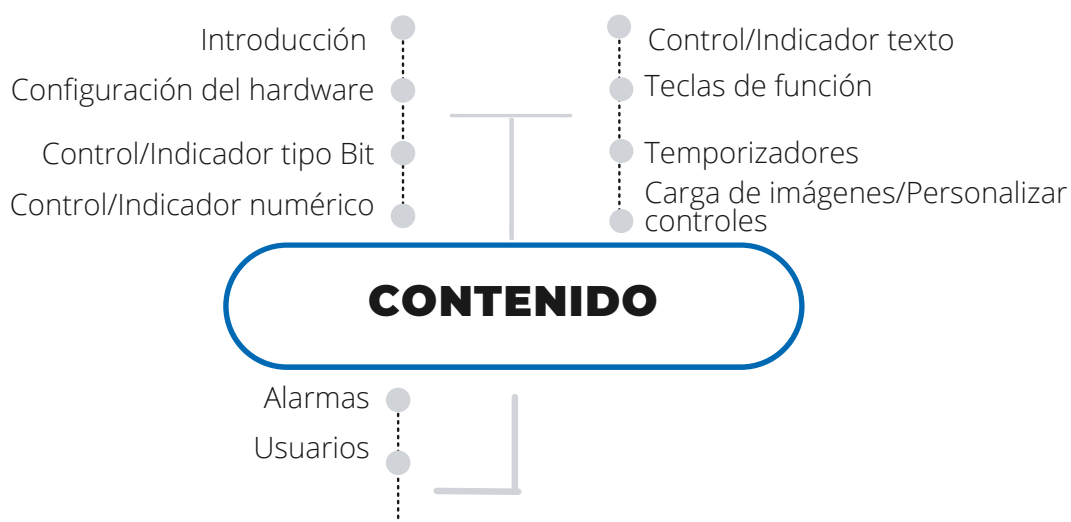 Introducción
Configuración del hardware
Control/Indicador tipo Bit
Control/Indicador numérico
Control/Indicador texto
Teclas de función
Temporizadores
Carga de imágenes/Personalizar
controles
CONTENIDO
Alarmas
Usuarios